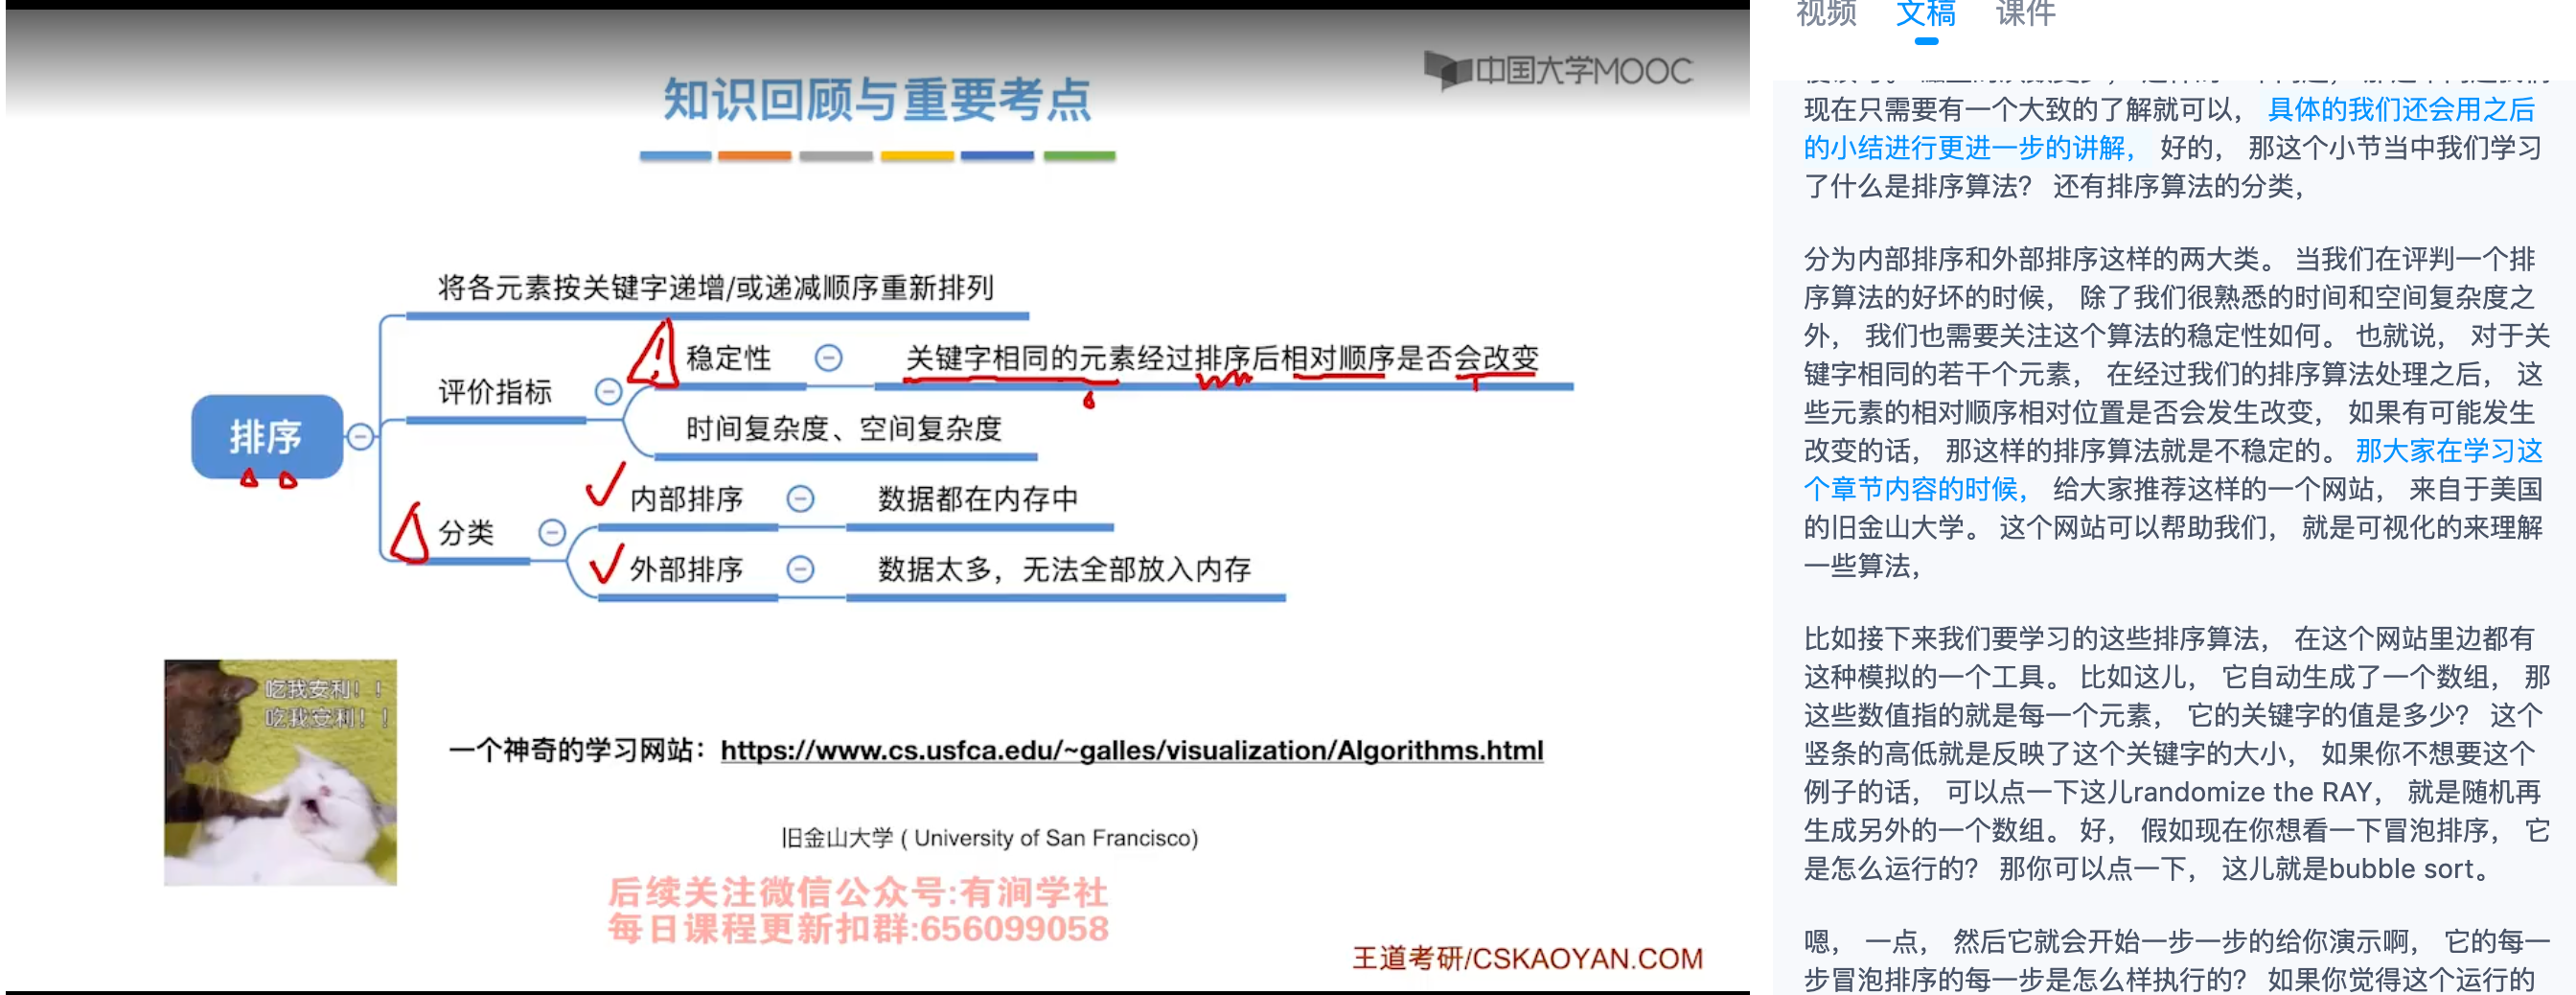 中国大学MOOC
知识回顾与重要考点
将各元素按关键字递增/或递减顺序重新排列
稳定性
关键字相同的元素经过排序后相对顺序是否会改变
评价指标
时间复杂度、空间复杂度
排序
内部排序
数据都在内存中
分类
外部排序
数据太多，无法全部放入内存
吃我安利！！
吃我安利！！
一个神奇的学习网站：https://www.cs.usfca.edu/~galles/visualization/Algorithms.html
旧金山大学 ( University of San Francisco)
后续关注微信公众号:有涧学社
每日课程更新扣群:656099058
王道考研/CSKAOYAN.COM
视频 文稿 课件
现在只需要有一个大致的了解就可以， 具体的我们还会用之后
的小结进行更进一步的讲解， 好的， 那这个小节当中我们学习
了什么是排序算法？ 还有排序算法的分类，
分为内部排序和外部排序这样的两大类。 当我们在评判一个排
序算法的好坏的时候， 除了我们很熟悉的时间和空间复杂度之
外， 我们也需要关注这个算法的稳定性如何。 也就说， 对于关
键字相同的若干个元素， 在经过我们的排序算法处理之后， 这
些元素的相对顺序相对位置是否会发生改变， 如果有可能发生
改变的话， 那这样的排序算法就是不稳定的。 那大家在学习这
个章节内容的时候， 给大家推荐这样的一个网站， 来自于美国
的旧金山大学。 这个网站可以帮助我们， 就是可视化的来理解
一些算法，
比如接下来我们要学习的这些排序算法， 在这个网站里边都有
这种模拟的一个工具。 比如这儿， 它自动生成了一个数组， 那
这些数值指的就是每一个元素， 它的关键字的值是多少？ 这个
竖条的高低就是反映了这个关键字的大小， 如果你不想要这个
例子的话， 可以点一下这儿randomize the RAY， 就是随机再
生成另外的一个数组。 好， 假如现在你想看一下冒泡排序， 它
是怎么运行的？ 那你可以点一下， 这儿就是bubble sort。
嗯， 一点， 然后它就会开始一步一步的给你演示啊， 它的每一
步冒泡排序的每一步是怎么样执行的？ 如果你觉得这个运行的